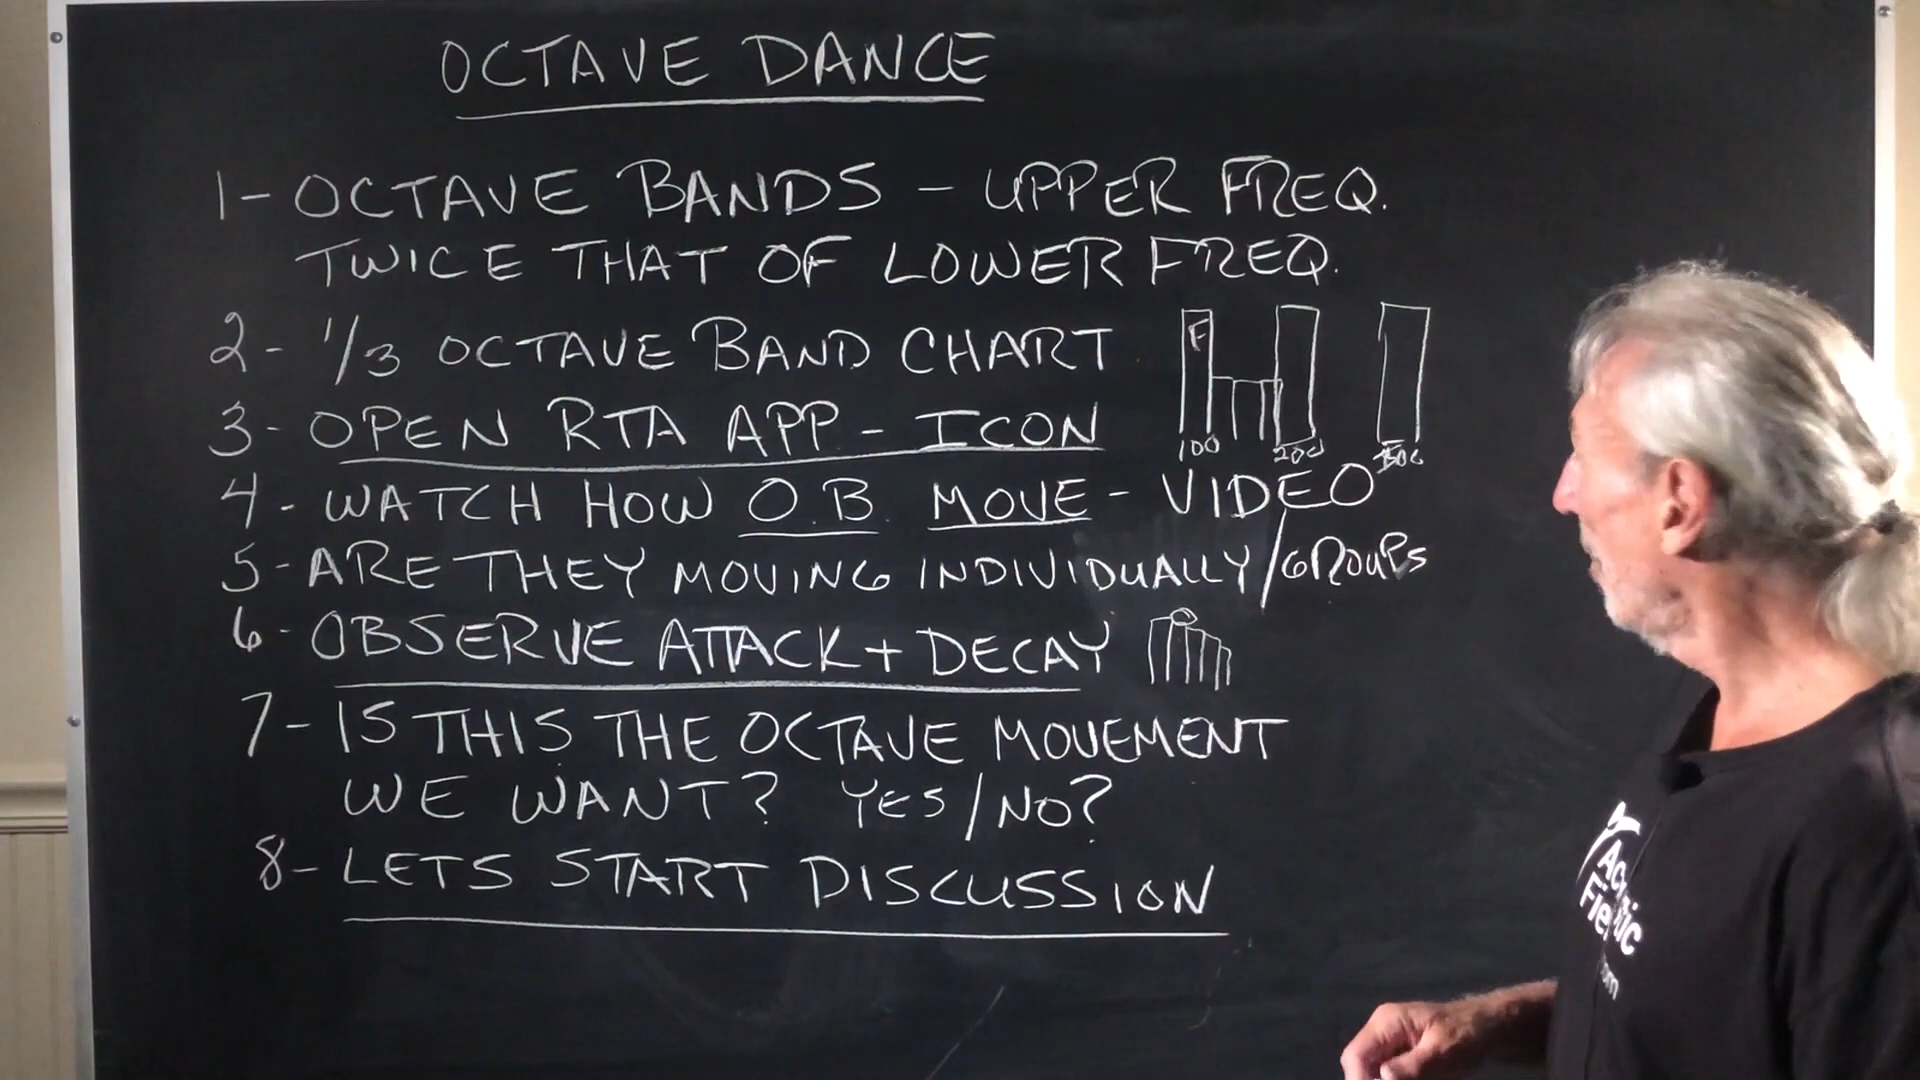 OCTAVE DANCE
1- OCTAVE BANDS - UPPER FREQ.
TWICE THAT OF LOWER FREQ.
2- 1/3 OCTAVE BAND CHART
F
3- OPEN RTA APP - ICON
100 200
4- WATCH HOW O.B. MOVE - VIDEO
5- ARE THEY MOVING INDIVIDUALLY/GROUPS
6- OBSERVE ATTACK + DECAY
7- IS THIS THE OCTAVE MOVEMENT
WE WANT? YES/NO?
8- LETS START DISCUSSION